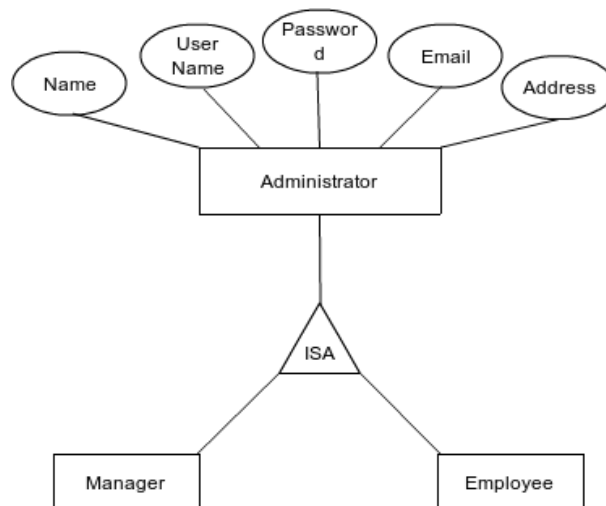 Name
User
Name
Passwor
d
Email
Address
Administrator
ISA
Manager
Employee